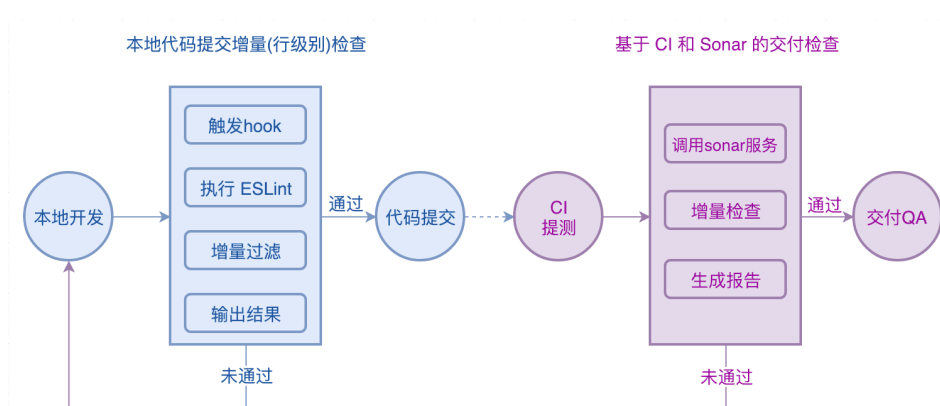 本地代码提交增量(行级别)检查
基于 CI 和 Sonar 的交付检查
触发hook
执行 ESLint
增量过滤
输出结果
本地开发
通过
代码提交
CI
提测
调用sonar服务
增量检查
生成报告
通过
交付QA
未通过
未通过